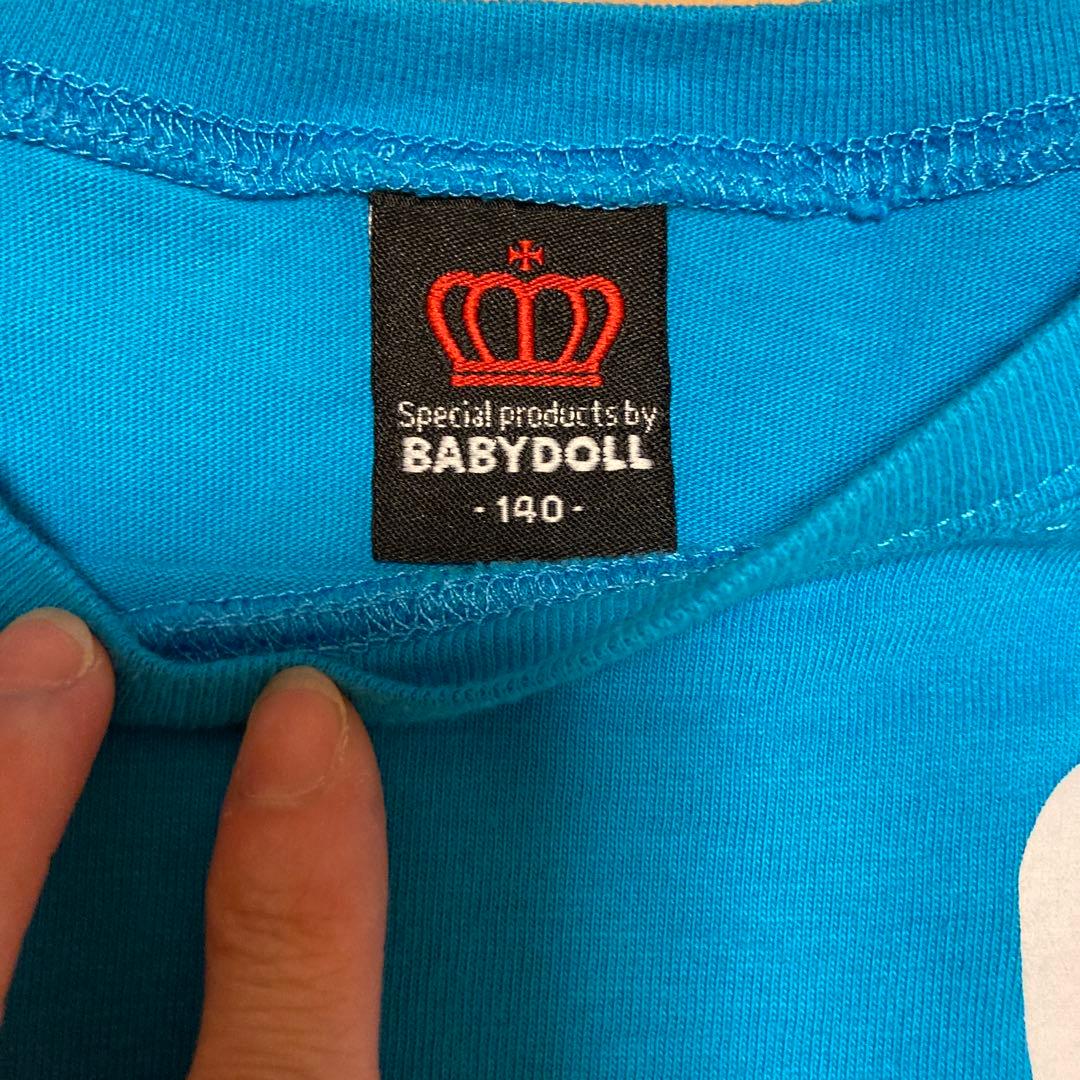 Special products by
BABYDOLL
- 140 -